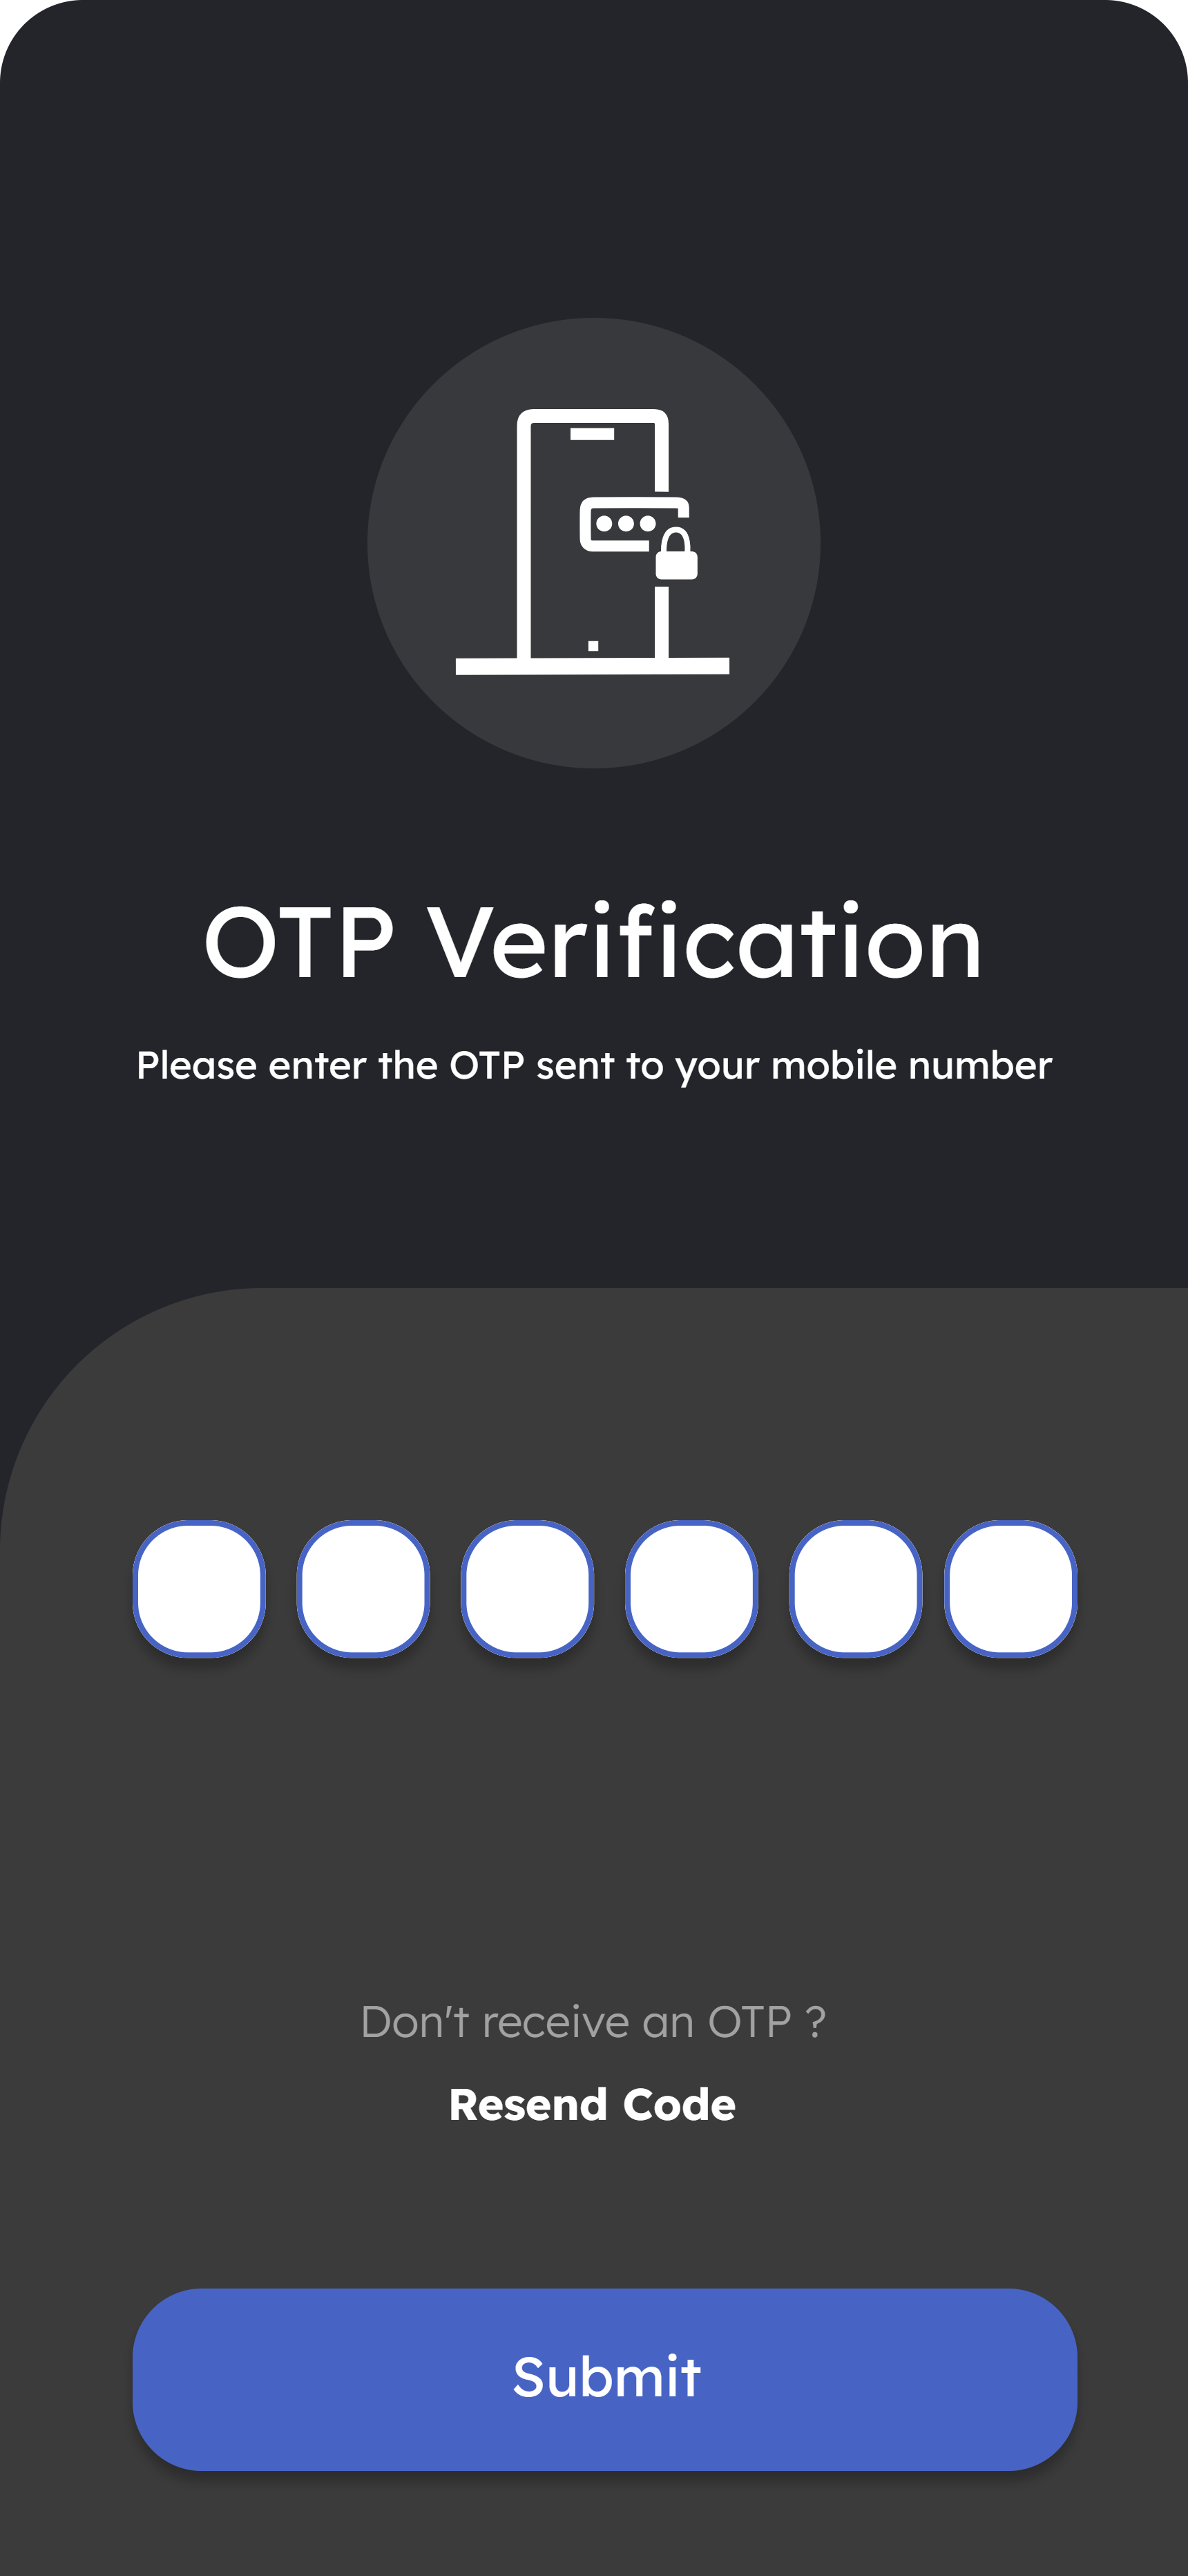 OTP Verification
Please enter the OTP sent to your mobile number
Don't receive an OTP ?
Resend Code
Submit